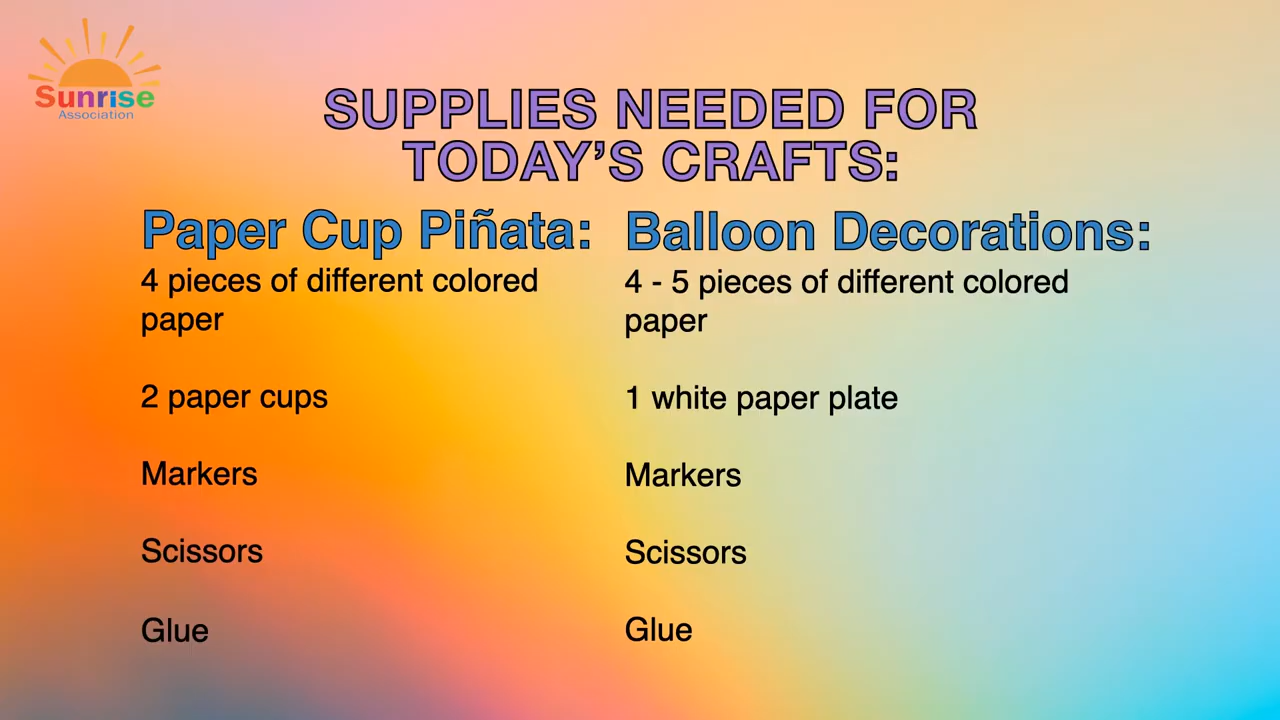 Sunrise
Association
SUPPLIES NEEDED FOR
TODAY’S CRAFTS:
Paper Cup Piñata:
4 pieces of different colored
paper
2 paper cups
Markers
Scissors
Glue
Balloon Decorations:
4 - 5 pieces of different colored
paper
1 white paper plate
Markers
Scissors
Glue